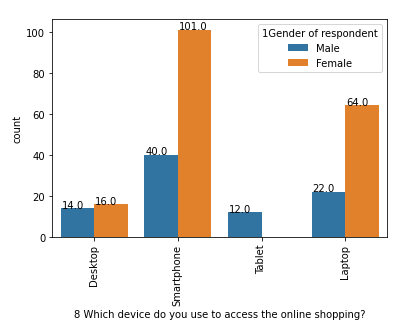 1Gender of respondent
Male
Female
count
100
80
60
40
20
0
14.0
16.0
40.0
101.0
12.0
22.0
64.0
Desktop
Smartphone
Tablet
Laptop
8 Which device do you use to access the online shopping?